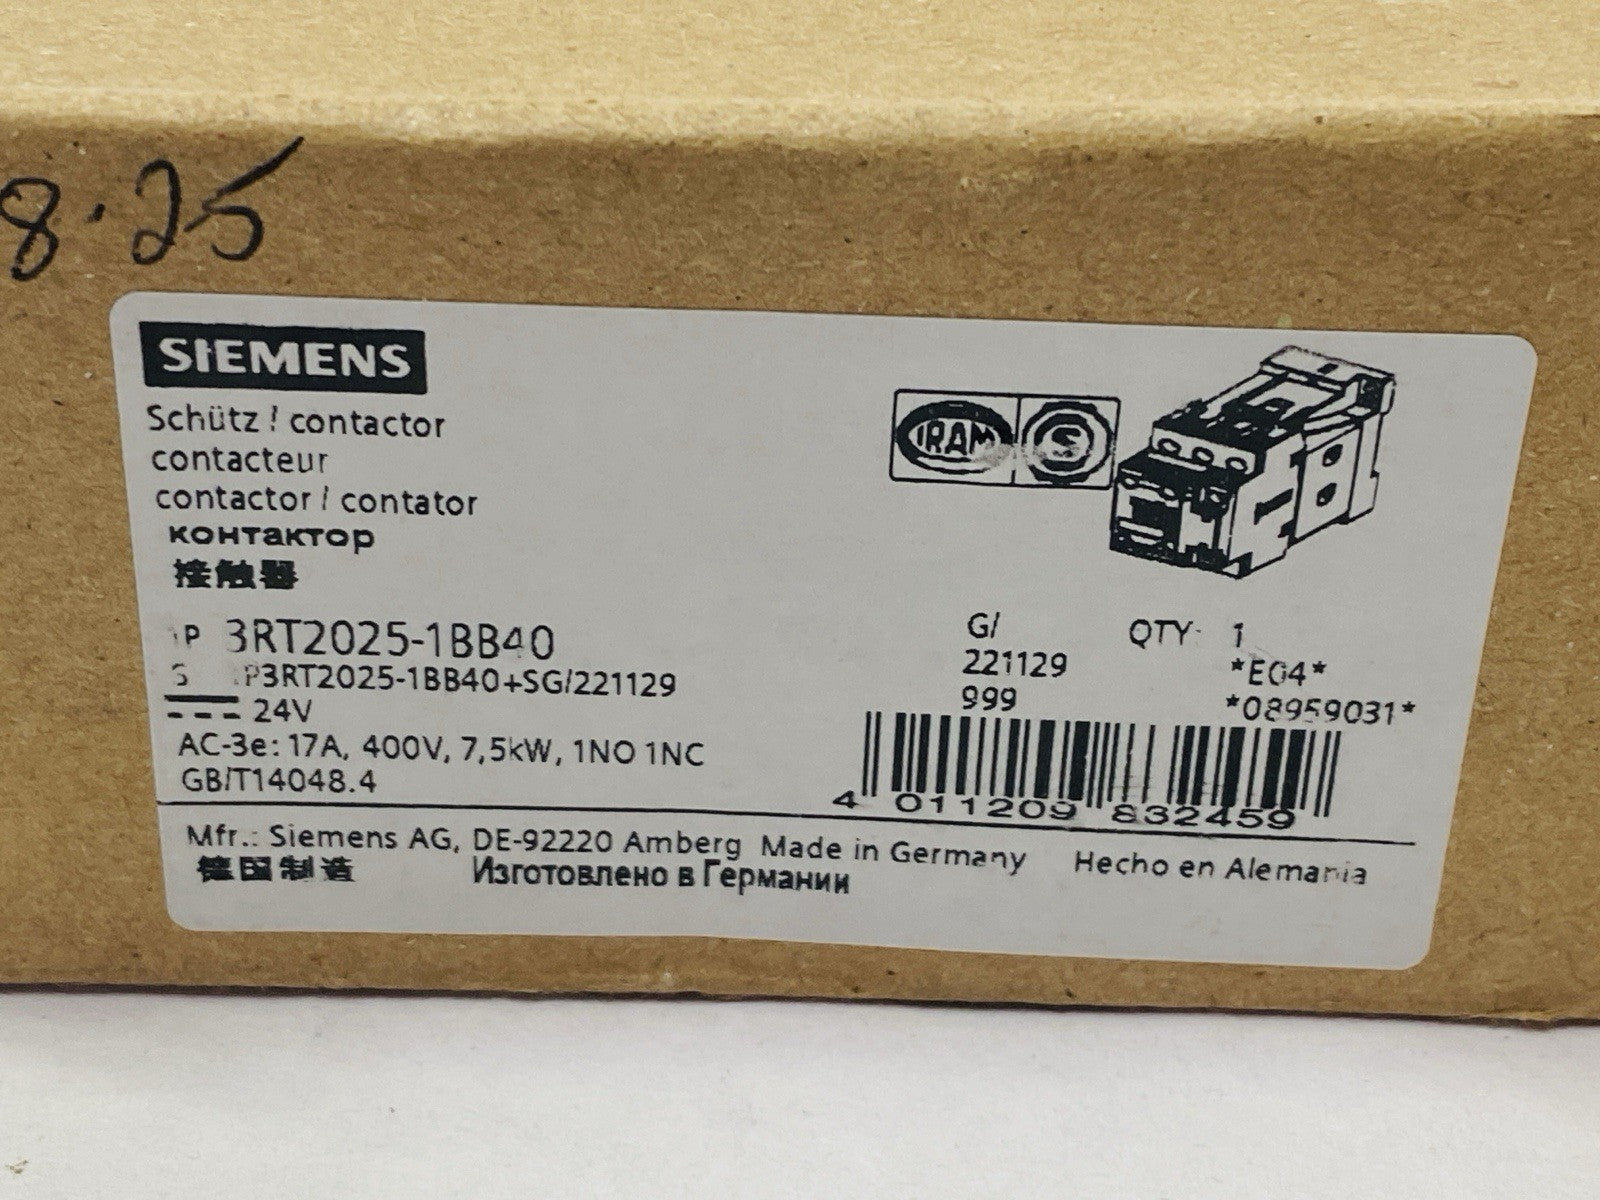 8.25
SIEMENS
Schütz / contactor
contacteur
contactor / contator
контактор
接触器
IRAM S
1P 3RT2025-1BB40
S 1P3RT2025-1BB40+SG/221129
24V
AC-3e: 17A, 400V, 7,5kW, 1NO 1NC
GB/T14048.4
G/
221129
999
QTY: 1
*E04*
*08959031*
4 011209 832459
Mfr.: Siemens AG, DE-92220 Amberg Made in Germany Hecho en Alemania
德国制造 Изготовлено в Германии